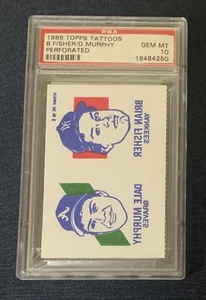 PSA
1986 TOPPS TATTOOS
B.FISHER/D.MURPHY
PERFORATED
GEM MT
10
18484250
BRIAN FISHER
YANKEES
DALE MURPHY
BRAVES